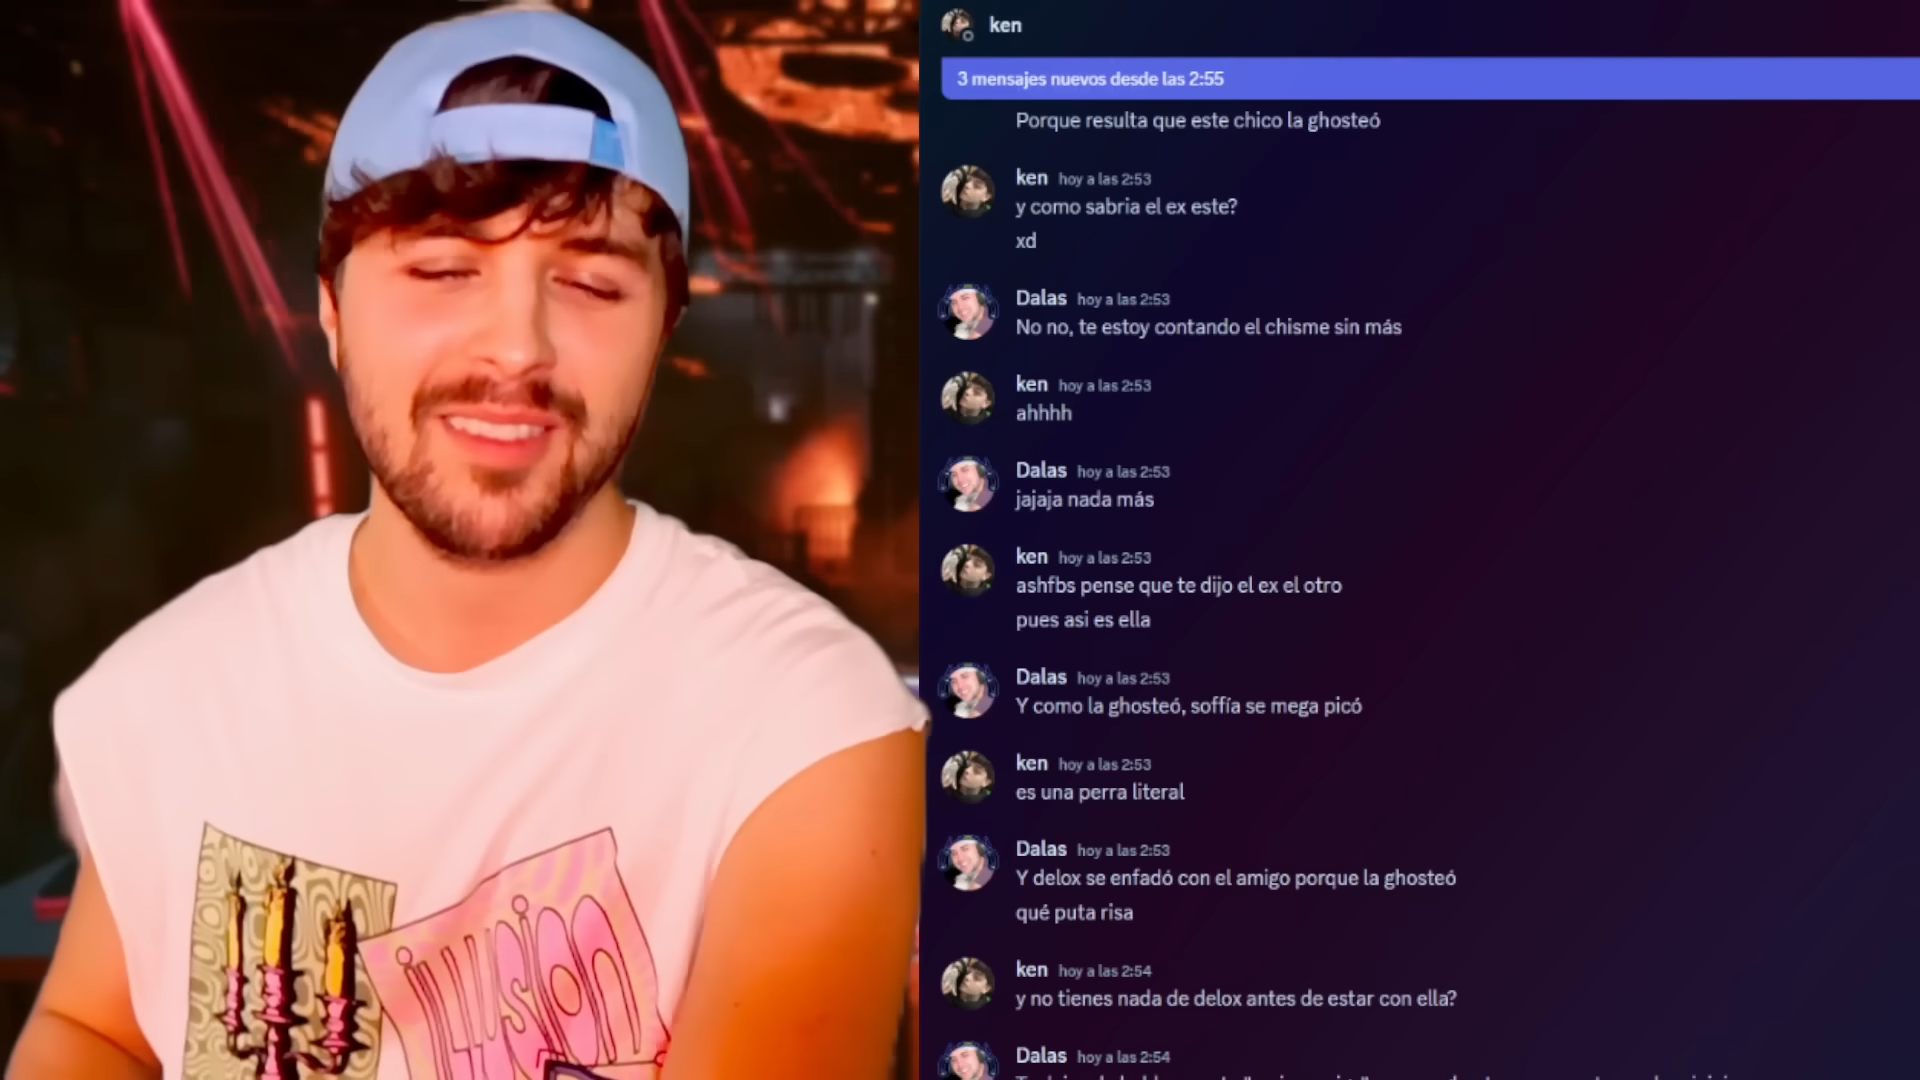 ken
3 mensajes nuevos desde las 2:55
Porque resulta que este chico la ghosteó
ken hoy a las 2:53
y como sabria el ex este?
xd
Dalas hoy a las 2:53
No no, te estoy contando el chisme sin más
ken hoy a las 2:53
ahhhh
Dalas hoy a las 2:53
jajaja nada más
ken hoy a las 2:53
ashfbs pense que te dijo el ex el otro
pues asi es ella
Dalas hoy a las 2:53
Y como la ghosteó, soffía se mega picó
ken hoy a las 2:53
es una perra literal
Dalas hoy a las 2:53
Y delox se enfadó con el amigo porque la ghosteó
qué puta risa
ken hoy a las 2:54
y no tienes nada de delox antes de estar con ella?
Dalas hoy a las 2:54
illusion